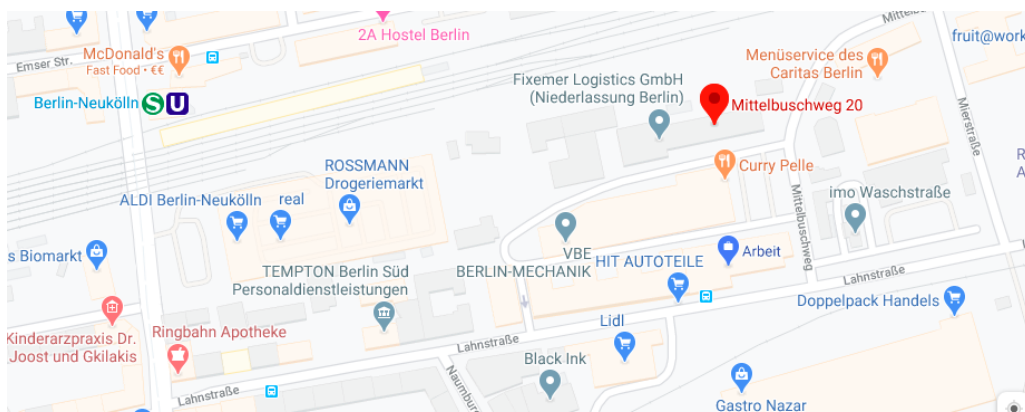 Mittelbu
2A Hostel Berlin
fruit@work
McDonald's
Fast Food • €€
Emser Str.
Menüservice des
Caritas Berlin
Fixemer Logistics GmbH
(Niederlassung Berlin)
Berlin-Neukölln S U
Mittelbuschweg 20
Mierstraße
ROSSMANN
Drogeriemarkt
Curry Pelle
R
A
ALDI Berlin-Neukölln
real
imo Waschstraße
Mittelbuschweg
s Biomarkt
VBE
BERLIN-MECHANIK
HIT AUTOTEILE
Arbeit
TEMPTON Berlin Süd
Personaldienstleistungen
Lahnstraße
Doppelpack Handels
Kinderarztpraxis Dr.
Joost und Gkilakis
Ringbahn Apotheke
Lidl
Lahnstraße
Black Ink
Naumbur
Lahnstraße
Gastro Nazar